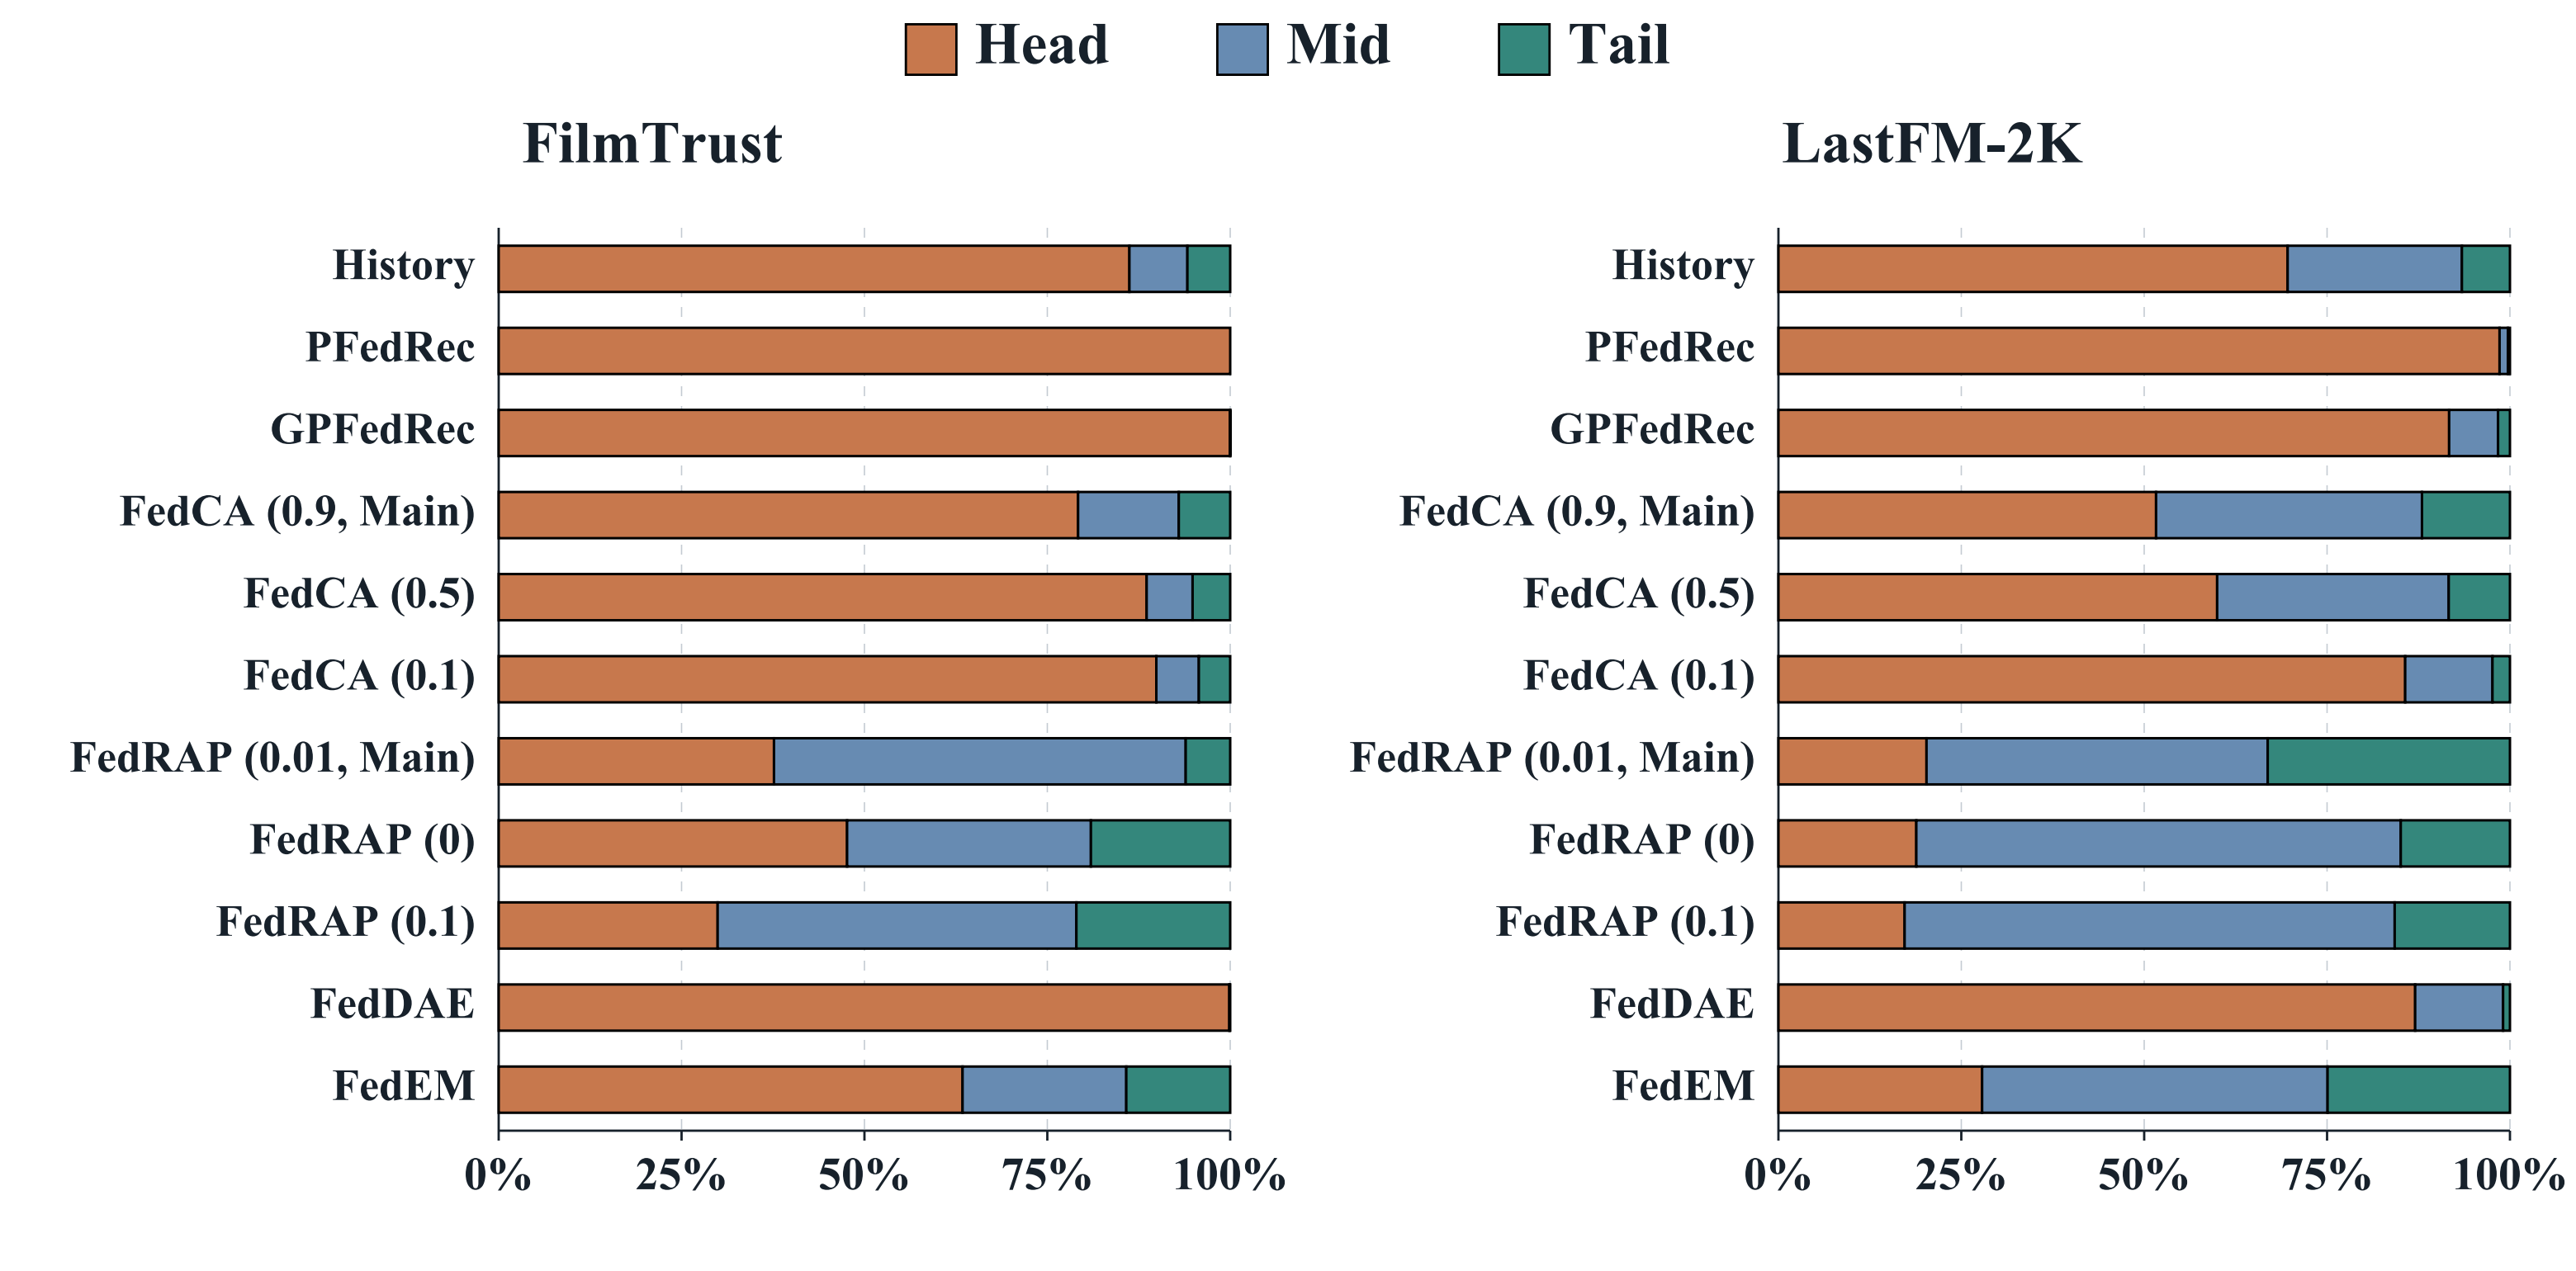 Head Mid Tail
FilmTrust
History
PFedRec
GPFedRec
FedCA (0.9, Main)
FedCA (0.5)
FedCA (0.1)
FedRAP (0.01, Main)
FedRAP (0)
FedRAP (0.1)
FedDAE
FedEM
0% 25% 50% 75% 100%
LastFM-2K
History
PFedRec
GPFedRec
FedCA (0.9, Main)
FedCA (0.5)
FedCA (0.1)
FedRAP (0.01, Main)
FedRAP (0)
FedRAP (0.1)
FedDAE
FedEM
0% 25% 50% 75% 100%